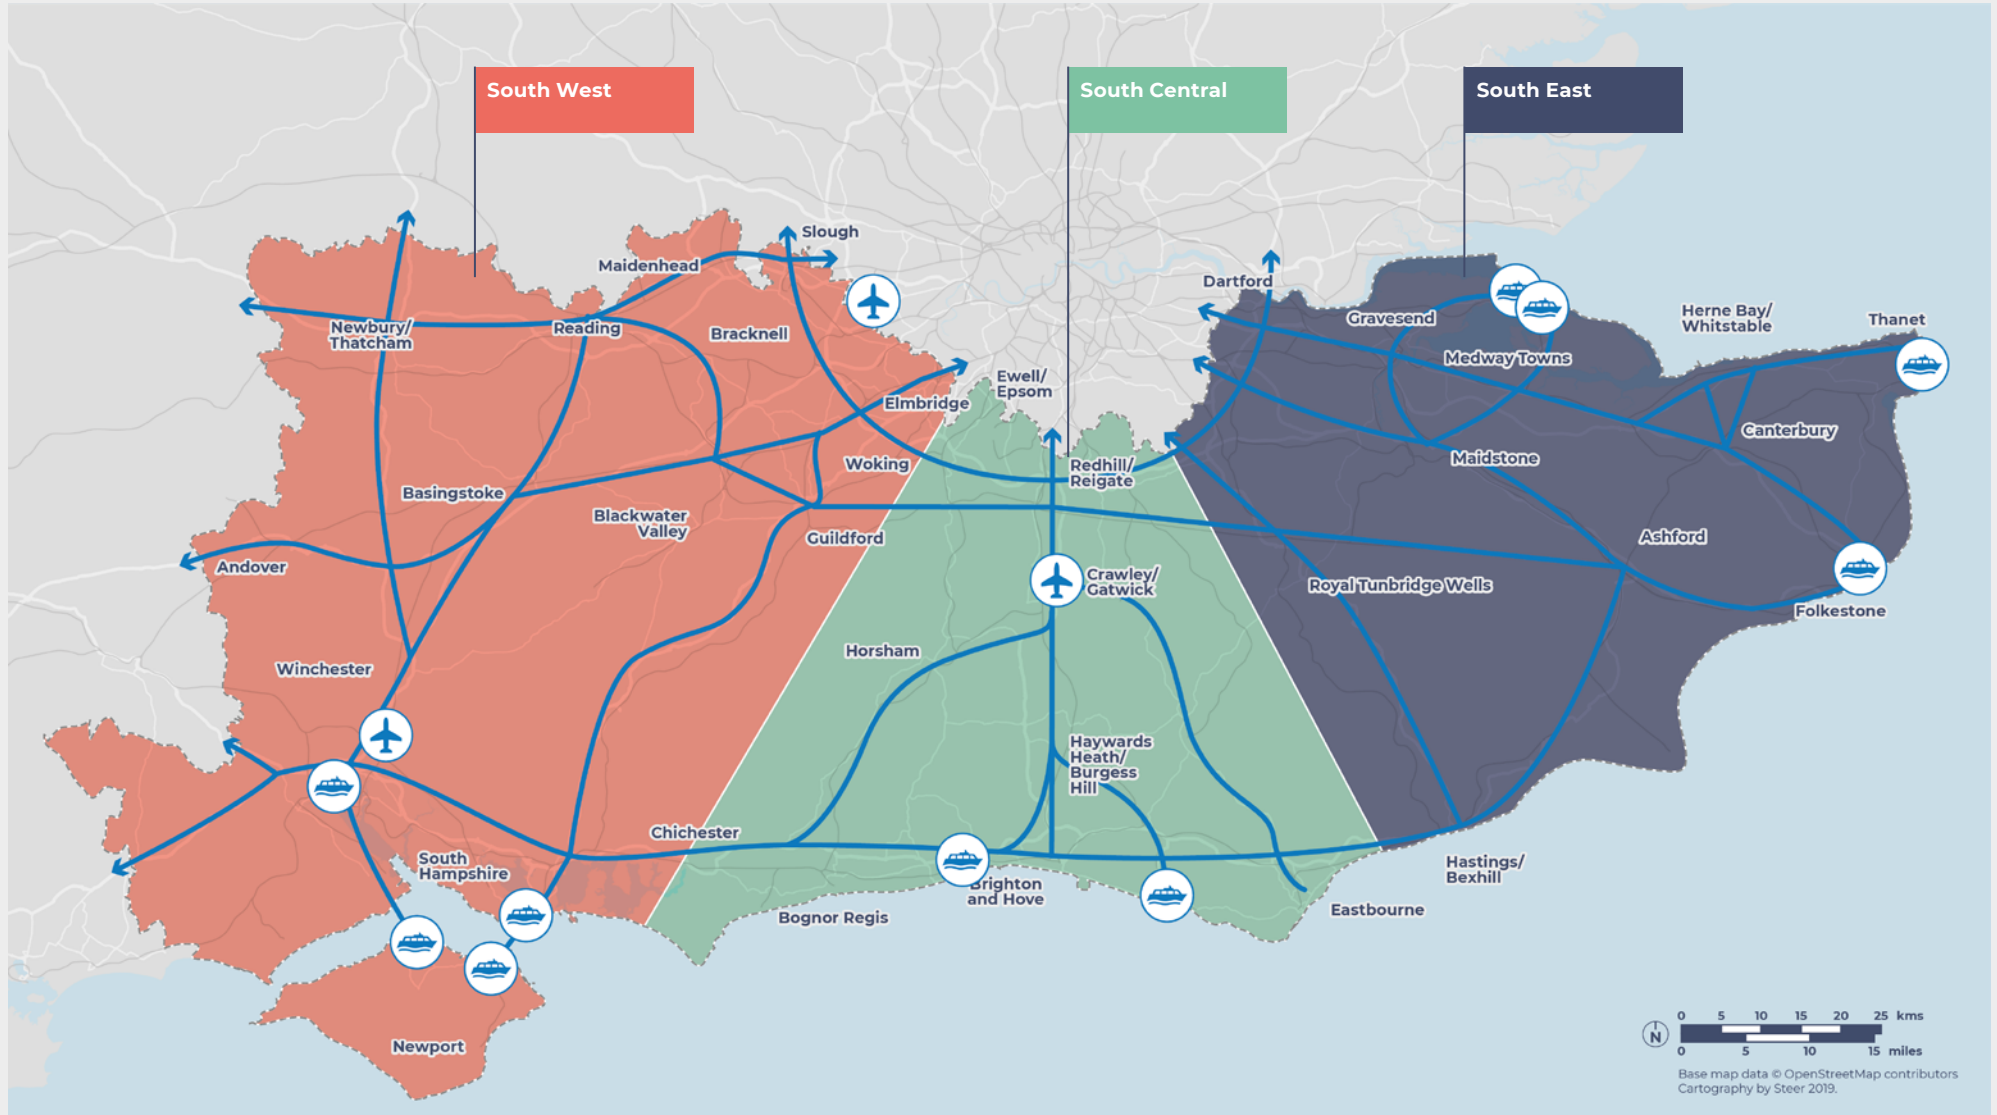 South West
South Central
South East
Slough
Maidenhead
Dartford
Newbury/
Thatcham
Reading
Bracknell
Gravesend
Herne Bay/
Whitstable
Thanet
Medway Towns
Ewell/
Epsom
Elmbridge
Canterbury
Woking
Redhill/
Reigate
Maidstone
Basingstoke
Blackwater
Valley
Guildford
Ashford
Andover
Crawley/
Gatwick
Royal Tunbridge Wells
Folkestone
Horsham
Winchester
Haywards
Heath/
Burgess
Hill
Chichester
South
Hampshire
Hastings/
Bexhill
Brighton
and Hove
Bognor Regis
Eastbourne
Newport
0 5 10 15 20 25 kms
N
0 5 10 15 miles
Base map data © OpenStreetMap contributors
Cartography by Steer 2019.